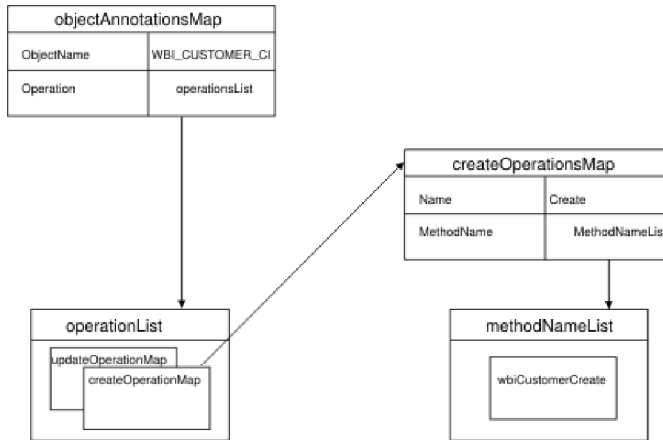 objectAnnotationsMap
ObjectName WBI_CUSTOMER_CI
Operation operationsList
createOperationsMap
Name Create
MethodName MethodNameLis
operationList
updateOperationMap
createOperationMap
methodNameList
wbiCustomerCreate